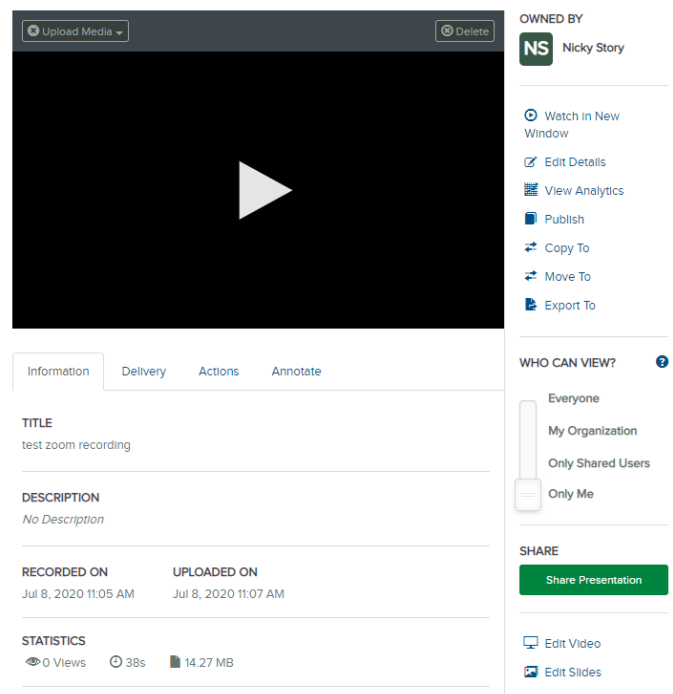 Upload Media
Delete
OWNED BY
NS Nicky Story
Watch in New
Window
Edit Details
View Analytics
Publish
Copy To
Move To
Export To
Information Delivery Actions Annotate
WHO CAN VIEW?
Everyone
My Organization
Only Shared Users
Only Me
TITLE
test zoom recording
DESCRIPTION
No Description
RECORDED ON UPLOADED ON
Jul 8, 2020 11:05 AM Jul 8, 2020 11:07 AM
STATISTICS
0 Views 38s 14.27 MB
SHARE
Share Presentation
Edit Video
Edit Slides